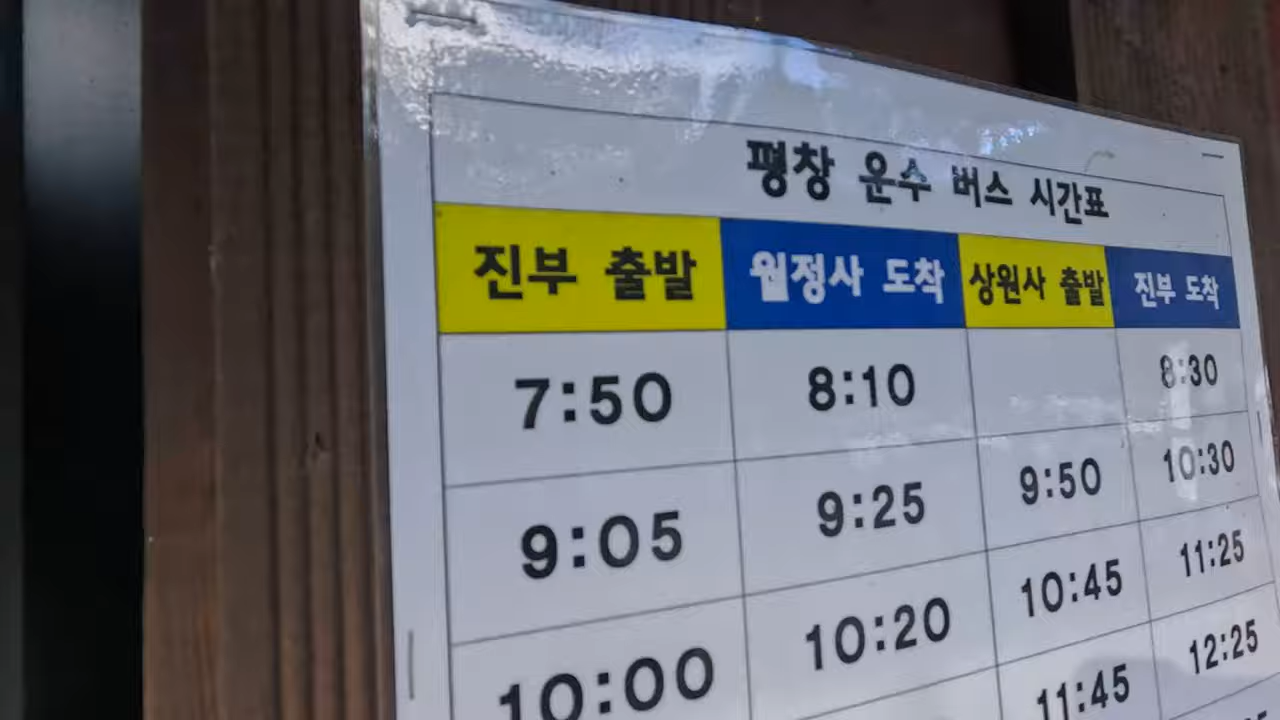 평창 운수 버스 시간표
진부 출발 월정사 도착 상원사 출발 진부 도착
7:50 8:10 8:30
9:05 9:25 9:50 10:30
10:00 10:20 10:45 11:25
11:45 12:25